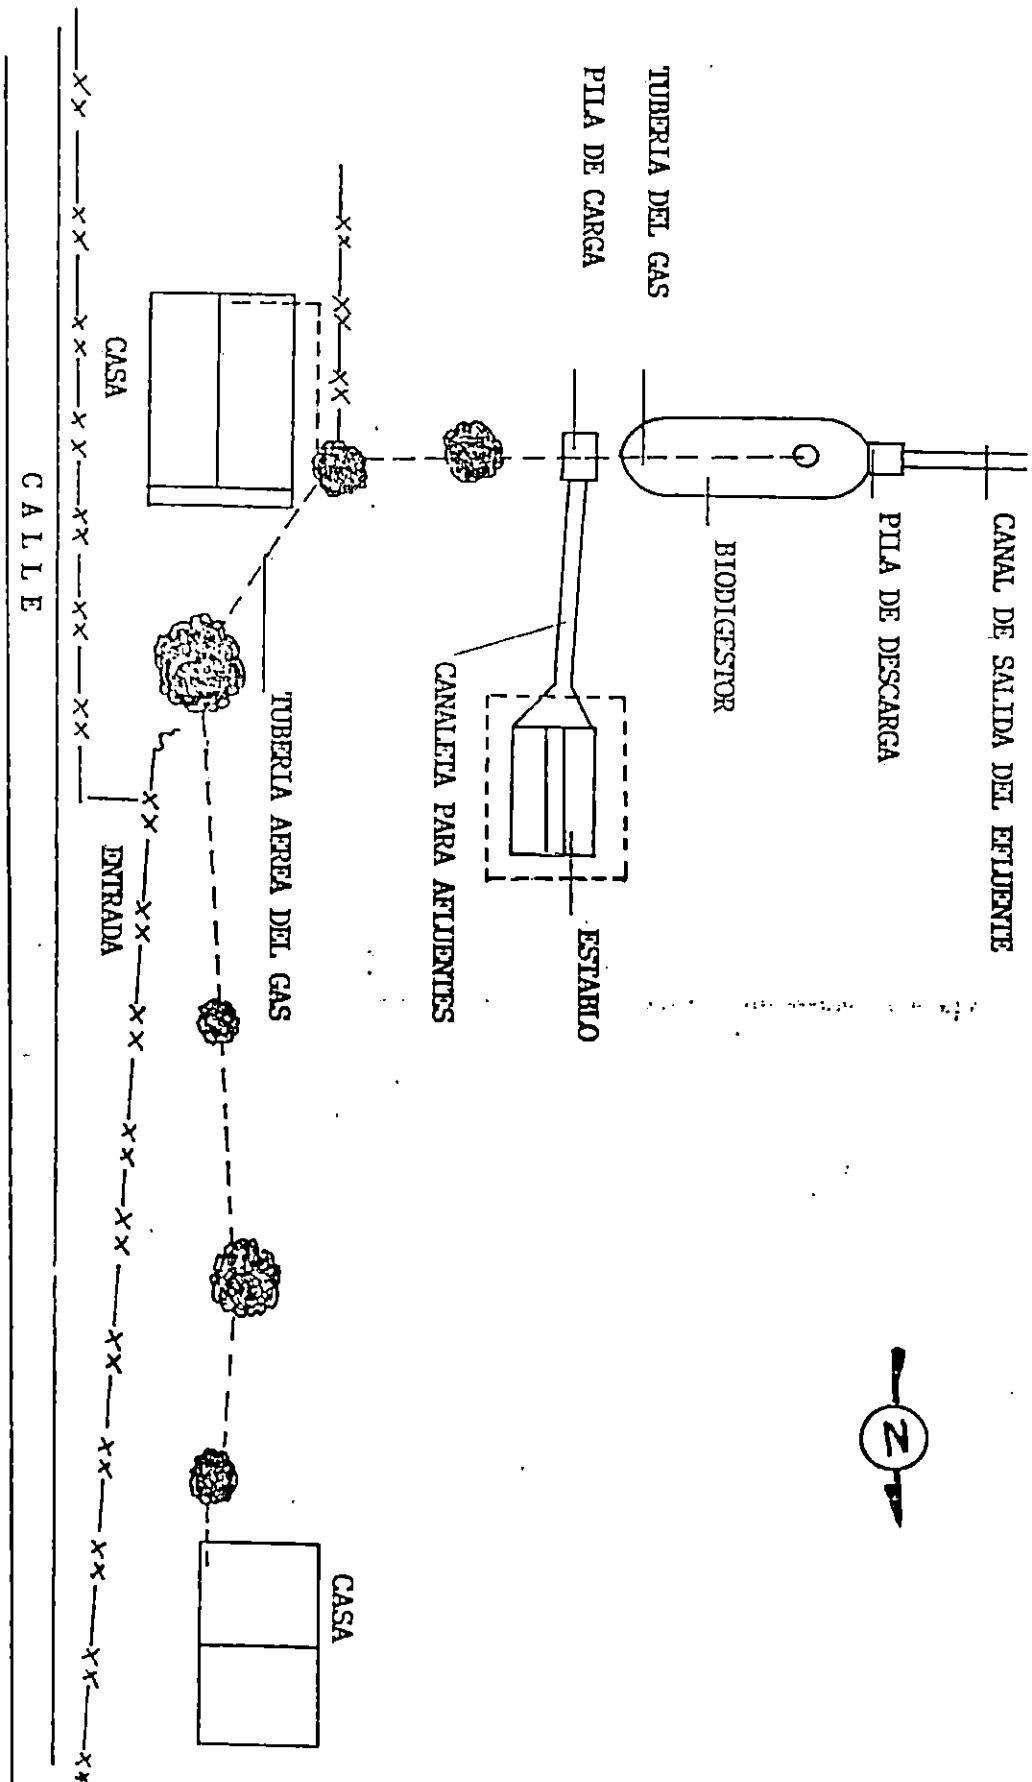 CANAL DE SALIDA DEL EFLUENTE
PILA DE DESCARGA
BIODIGESTOR
TUBERIA DEL GAS
PILA DE CARGA
ESTABLO
CANALETA PARA AFLUENTES
CASA
TUBERIA AEREA DEL GAS
N
CASA
ENTRADA
CALLE